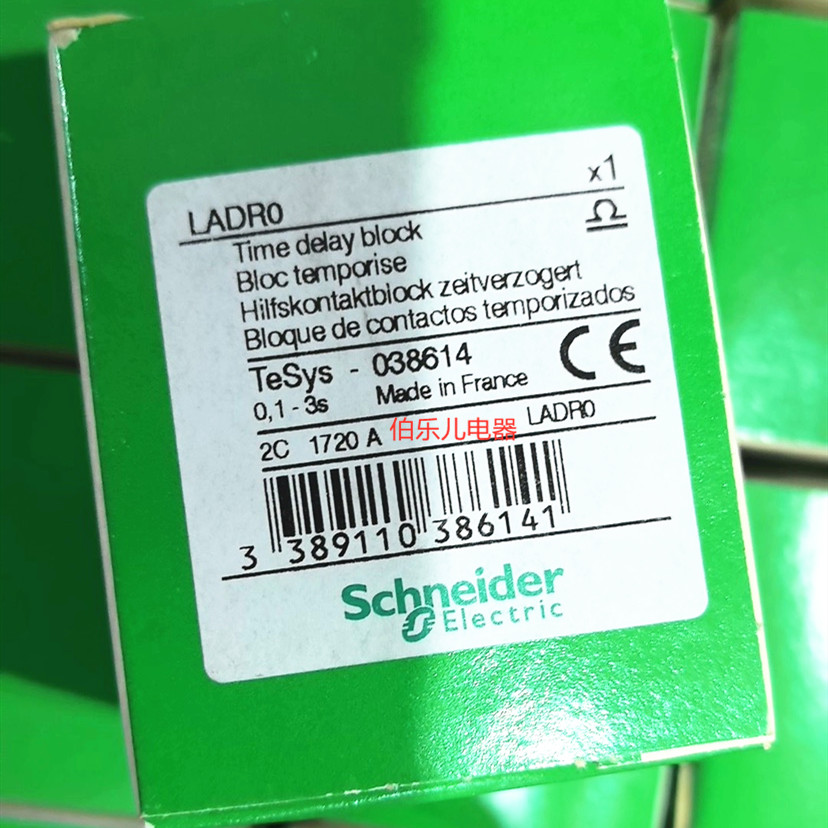 x1
LADR0
Time delay block
Bloc temporise
Hilfskontaktblock zeitverzogert
Bloque de contactos temporizados
TeSys - 038614
0,1 - 3s Made in France
CE
2C 1720 A 伯乐儿电器 LADR0
3 389110 386141
Schneider
Electric